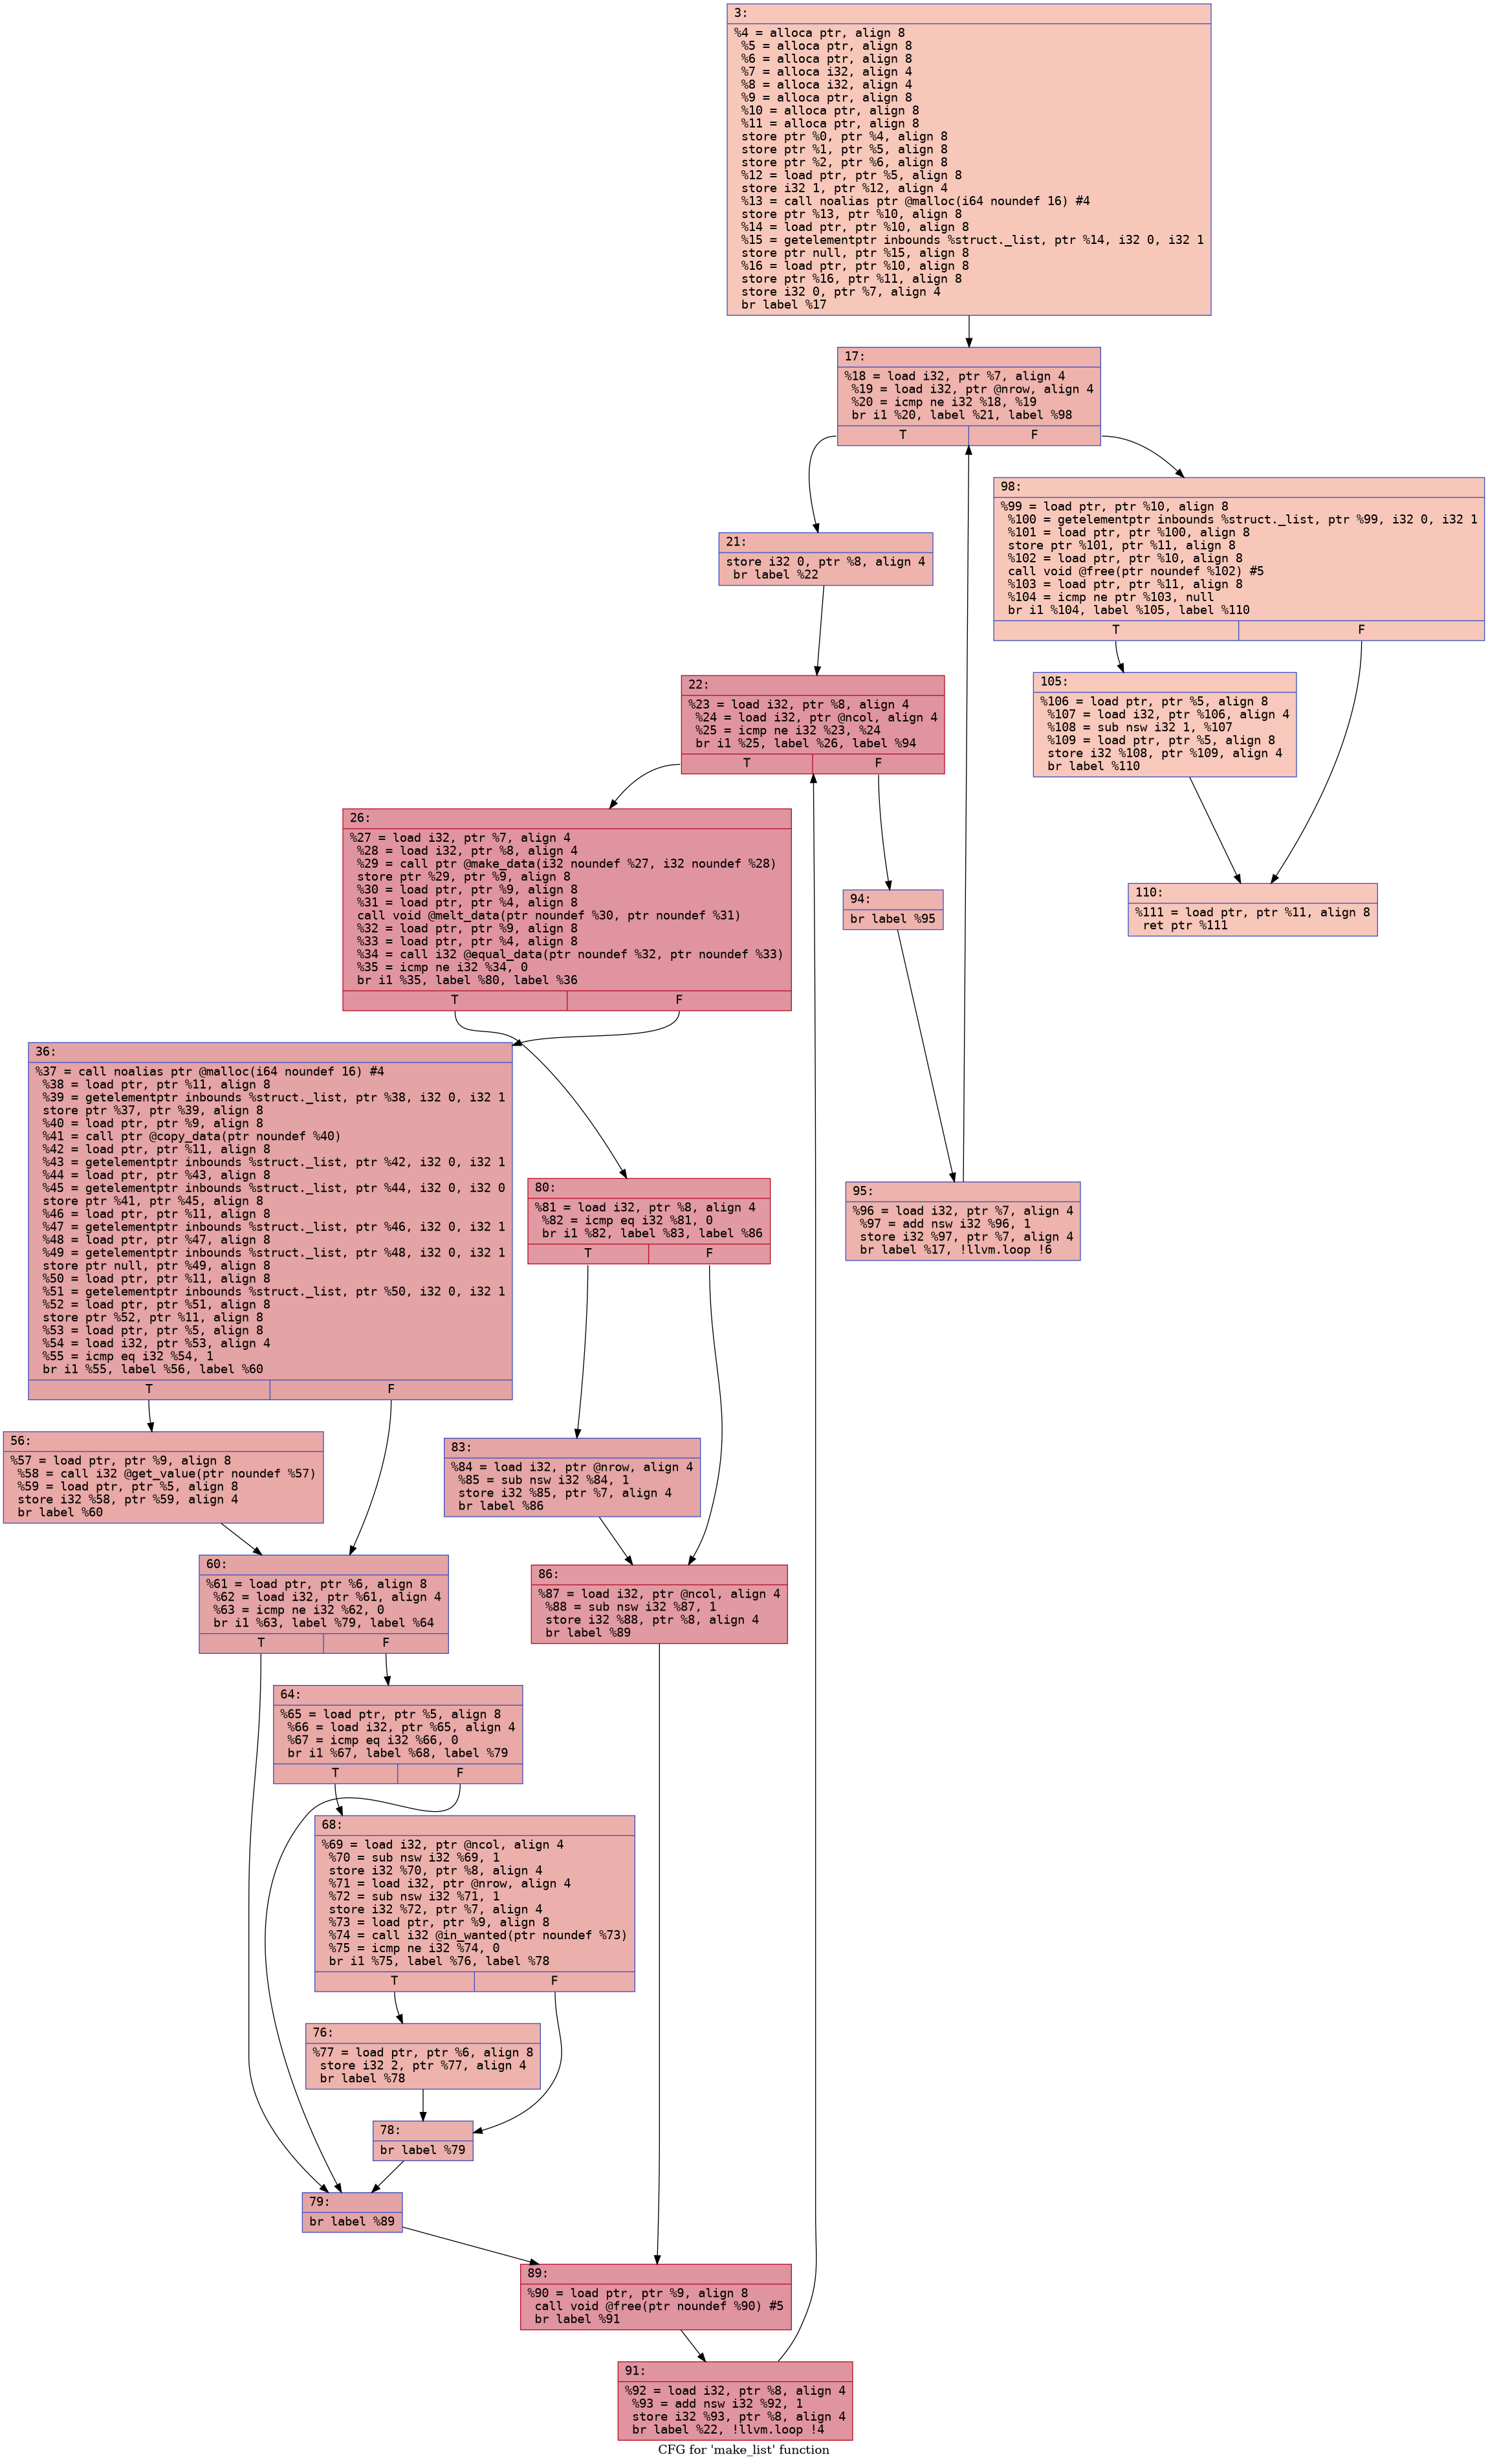 3:
%4 = alloca ptr, align 8
%5 = alloca ptr, align 8
%6 = alloca ptr, align 8
%7 = alloca i32, align 4
%8 = alloca i32, align 4
%9 = alloca ptr, align 8
%10 = alloca ptr, align 8
%11 = alloca ptr, align 8
store ptr %0, ptr %4, align 8
store ptr %1, ptr %5, align 8
store ptr %2, ptr %6, align 8
%12 = load ptr, ptr %5, align 8
store i32 1, ptr %12, align 4
%13 = call noalias ptr @malloc(i64 noundef 16) #4
store ptr %13, ptr %10, align 8
%14 = load ptr, ptr %10, align 8
%15 = getelementptr inbounds %struct._list, ptr %14, i32 0, i32 1
store ptr null, ptr %15, align 8
%16 = load ptr, ptr %10, align 8
store ptr %16, ptr %11, align 8
store i32 0, ptr %7, align 4
br label %17
17:
%18 = load i32, ptr %7, align 4
%19 = load i32, ptr @nrow, align 4
%20 = icmp ne i32 %18, %19
br i1 %20, label %21, label %98
T F
21:
store i32 0, ptr %8, align 4
br label %22
98:
%99 = load ptr, ptr %10, align 8
%100 = getelementptr inbounds %struct._list, ptr %99, i32 0, i32 1
%101 = load ptr, ptr %100, align 8
store ptr %101, ptr %11, align 8
%102 = load ptr, ptr %10, align 8
call void @free(ptr noundef %102) #5
%103 = load ptr, ptr %11, align 8
%104 = icmp ne ptr %103, null
br i1 %104, label %105, label %110
T F
22:
%23 = load i32, ptr %8, align 4
%24 = load i32, ptr @ncol, align 4
%25 = icmp ne i32 %23, %24
br i1 %25, label %26, label %94
T F
105:
%106 = load ptr, ptr %5, align 8
%107 = load i32, ptr %106, align 4
%108 = sub nsw i32 1, %107
%109 = load ptr, ptr %5, align 8
store i32 %108, ptr %109, align 4
br label %110
26:
%27 = load i32, ptr %7, align 4
%28 = load i32, ptr %8, align 4
%29 = call ptr @make_data(i32 noundef %27, i32 noundef %28)
store ptr %29, ptr %9, align 8
%30 = load ptr, ptr %9, align 8
%31 = load ptr, ptr %4, align 8
call void @melt_data(ptr noundef %30, ptr noundef %31)
%32 = load ptr, ptr %9, align 8
%33 = load ptr, ptr %4, align 8
%34 = call i32 @equal_data(ptr noundef %32, ptr noundef %33)
%35 = icmp ne i32 %34, 0
br i1 %35, label %80, label %36
T F
94:
br label %95
110:
%111 = load ptr, ptr %11, align 8
ret ptr %111
36:
%37 = call noalias ptr @malloc(i64 noundef 16) #4
%38 = load ptr, ptr %11, align 8
%39 = getelementptr inbounds %struct._list, ptr %38, i32 0, i32 1
store ptr %37, ptr %39, align 8
%40 = load ptr, ptr %9, align 8
%41 = call ptr @copy_data(ptr noundef %40)
%42 = load ptr, ptr %11, align 8
%43 = getelementptr inbounds %struct._list, ptr %42, i32 0, i32 1
%44 = load ptr, ptr %43, align 8
%45 = getelementptr inbounds %struct._list, ptr %44, i32 0, i32 0
store ptr %41, ptr %45, align 8
%46 = load ptr, ptr %11, align 8
%47 = getelementptr inbounds %struct._list, ptr %46, i32 0, i32 1
%48 = load ptr, ptr %47, align 8
%49 = getelementptr inbounds %struct._list, ptr %48, i32 0, i32 1
store ptr null, ptr %49, align 8
%50 = load ptr, ptr %11, align 8
%51 = getelementptr inbounds %struct._list, ptr %50, i32 0, i32 1
%52 = load ptr, ptr %51, align 8
store ptr %52, ptr %11, align 8
%53 = load ptr, ptr %5, align 8
%54 = load i32, ptr %53, align 4
%55 = icmp eq i32 %54, 1
br i1 %55, label %56, label %60
T F
80:
%81 = load i32, ptr %8, align 4
%82 = icmp eq i32 %81, 0
br i1 %82, label %83, label %86
T F
95:
%96 = load i32, ptr %7, align 4
%97 = add nsw i32 %96, 1
store i32 %97, ptr %7, align 4
br label %17, !llvm.loop !6
56:
%57 = load ptr, ptr %9, align 8
%58 = call i32 @get_value(ptr noundef %57)
%59 = load ptr, ptr %5, align 8
store i32 %58, ptr %59, align 4
br label %60
83:
%84 = load i32, ptr @nrow, align 4
%85 = sub nsw i32 %84, 1
store i32 %85, ptr %7, align 4
br label %86
60:
%61 = load ptr, ptr %6, align 8
%62 = load i32, ptr %61, align 4
%63 = icmp ne i32 %62, 0
br i1 %63, label %79, label %64
T F
86:
%87 = load i32, ptr @ncol, align 4
%88 = sub nsw i32 %87, 1
store i32 %88, ptr %8, align 4
br label %89
64:
%65 = load ptr, ptr %5, align 8
%66 = load i32, ptr %65, align 4
%67 = icmp eq i32 %66, 0
br i1 %67, label %68, label %79
T F
68:
%69 = load i32, ptr @ncol, align 4
%70 = sub nsw i32 %69, 1
store i32 %70, ptr %8, align 4
%71 = load i32, ptr @nrow, align 4
%72 = sub nsw i32 %71, 1
store i32 %72, ptr %7, align 4
%73 = load ptr, ptr %9, align 8
%74 = call i32 @in_wanted(ptr noundef %73)
%75 = icmp ne i32 %74, 0
br i1 %75, label %76, label %78
T F
76:
%77 = load ptr, ptr %6, align 8
store i32 2, ptr %77, align 4
br label %78
78:
br label %79
79:
br label %89
89:
%90 = load ptr, ptr %9, align 8
call void @free(ptr noundef %90) #5
br label %91
91:
%92 = load i32, ptr %8, align 4
%93 = add nsw i32 %92, 1
store i32 %93, ptr %8, align 4
br label %22, !llvm.loop !4
CFG for 'make_list' function